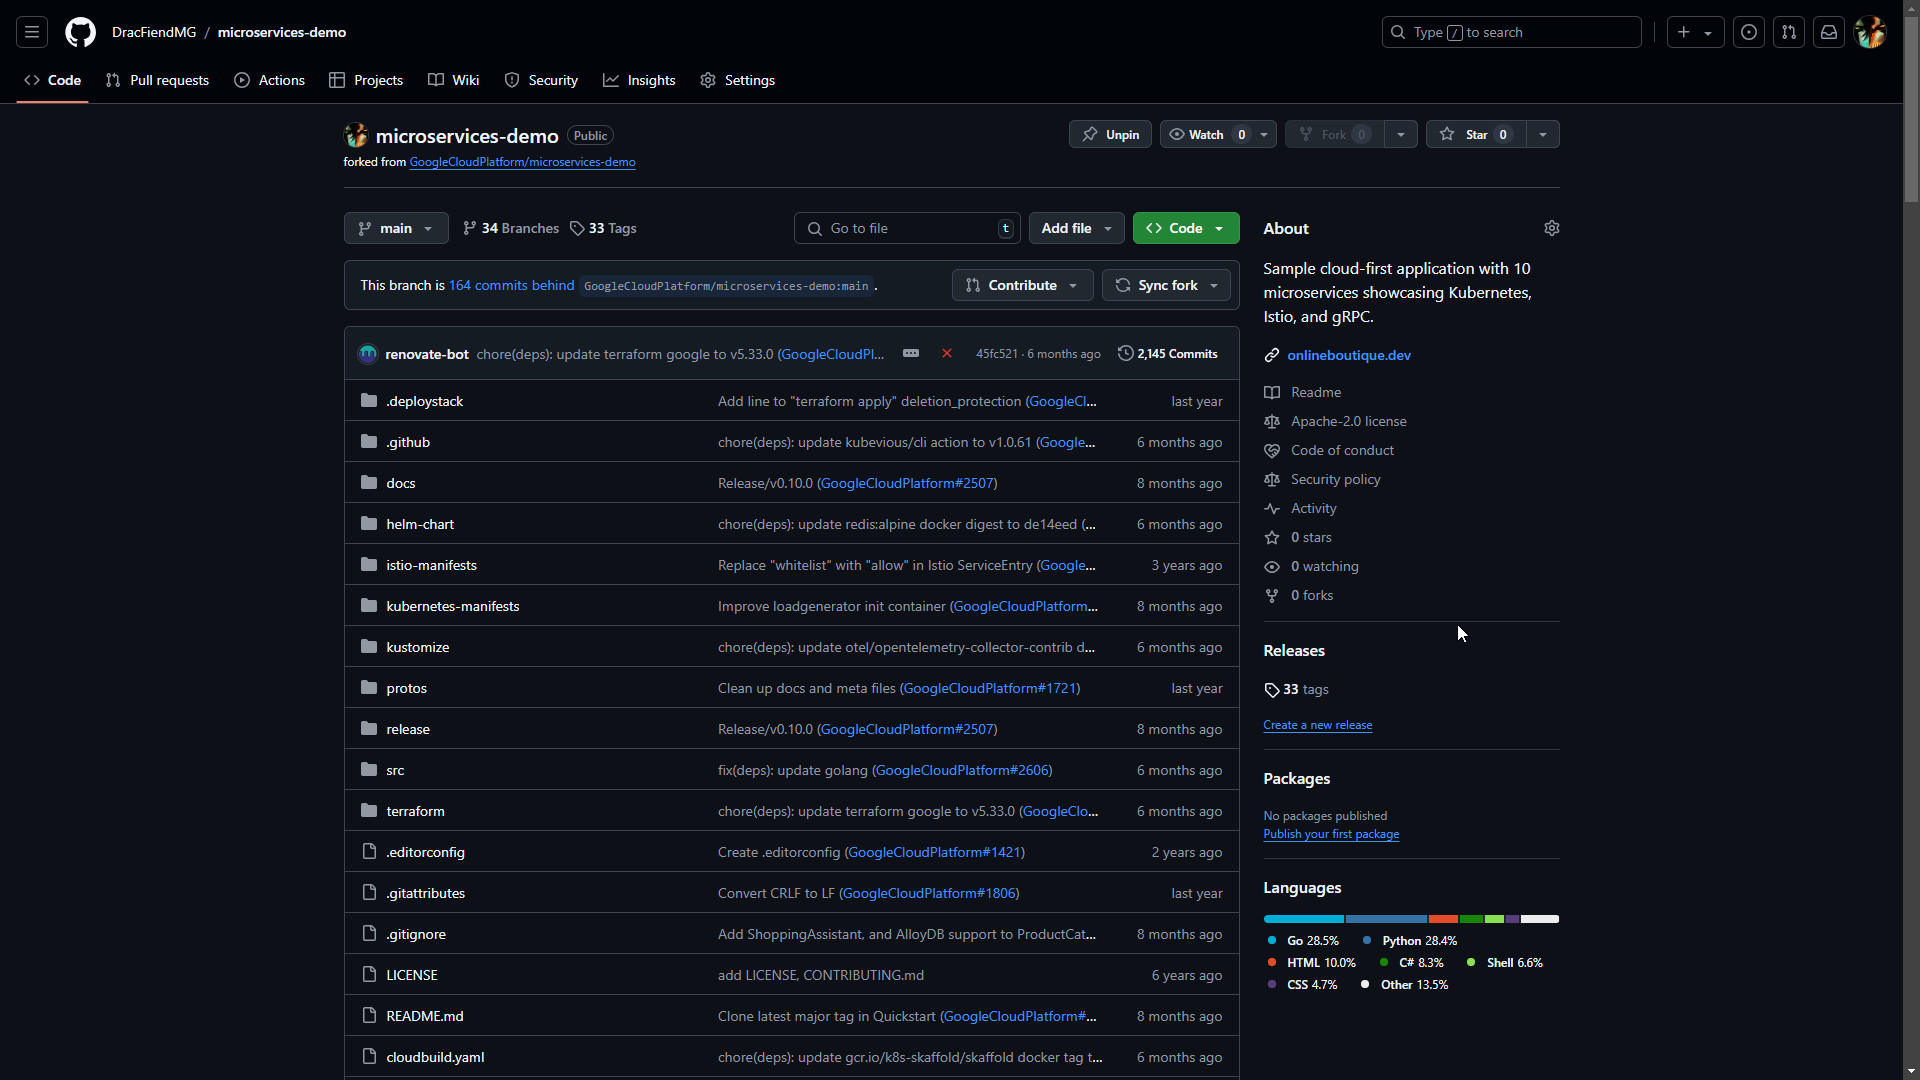 DracFiendMG / microservices-demo
Type / to search
Code Pull requests Actions Projects Wiki Security Insights Settings
microservices-demo Public
Unpin Watch 0 Fork 0 Star 0
forked from GoogleCloudPlatform/microservices-demo
main 34 Branches 33 Tags
Go to file t Add file Code
This branch is 164 commits behind GoogleCloudPlatform/microservices-demo:main .
Contribute Sync fork
renovate-bot chore(deps): update terraform google to v5.33.0 (GoogleCloudPl... 45fc521 · 6 months ago 2,145 Commits
.deploystack Add line to "terraform apply" deletion_protection (GoogleCl... last year
.github chore(deps): update kubevious/cli action to v1.0.61 (Google... 6 months ago
docs Release/v0.10.0 (GoogleCloudPlatform#2507) 8 months ago
helm-chart chore(deps): update redis:alpine docker digest to de14eed (... 6 months ago
istio-manifests Replace "whitelist" with "allow" in Istio ServiceEntry (Google... 3 years ago
kubernetes-manifests Improve loadgenerator init container (GoogleCloudPlatform... 8 months ago
kustomize chore(deps): update otel/opentelemetry-collector-contrib d... 6 months ago
protos Clean up docs and meta files (GoogleCloudPlatform#1721) last year
release Release/v0.10.0 (GoogleCloudPlatform#2507) 8 months ago
src fix(deps): update golang (GoogleCloudPlatform#2606) 6 months ago
terraform chore(deps): update terraform google to v5.33.0 (GoogleClo... 6 months ago
.editorconfig Create .editorconfig (GoogleCloudPlatform#1421) 2 years ago
.gitattributes Convert CRLF to LF (GoogleCloudPlatform#1806) last year
.gitignore Add ShoppingAssistant, and AlloyDB support to ProductCat... 8 months ago
LICENSE add LICENSE, CONTRIBUTING.md 6 years ago
README.md Clone latest major tag in Quickstart (GoogleCloudPlatform#... 8 months ago
cloudbuild.yaml chore(deps): update gcr.io/k8s-skaffold/skaffold docker tag t... 6 months ago
About
Sample cloud-first application with 10
microservices showcasing Kubernetes,
Istio, and gRPC.
onlineboutique.dev
Readme
Apache-2.0 license
Code of conduct
Security policy
Activity
0 stars
0 watching
0 forks
Releases
33 tags
Create a new release
Packages
No packages published
Publish your first package
Languages
Go 28.5% Python 28.4%
HTML 10.0% C# 8.3% Shell 6.6%
CSS 4.7% Other 13.5%